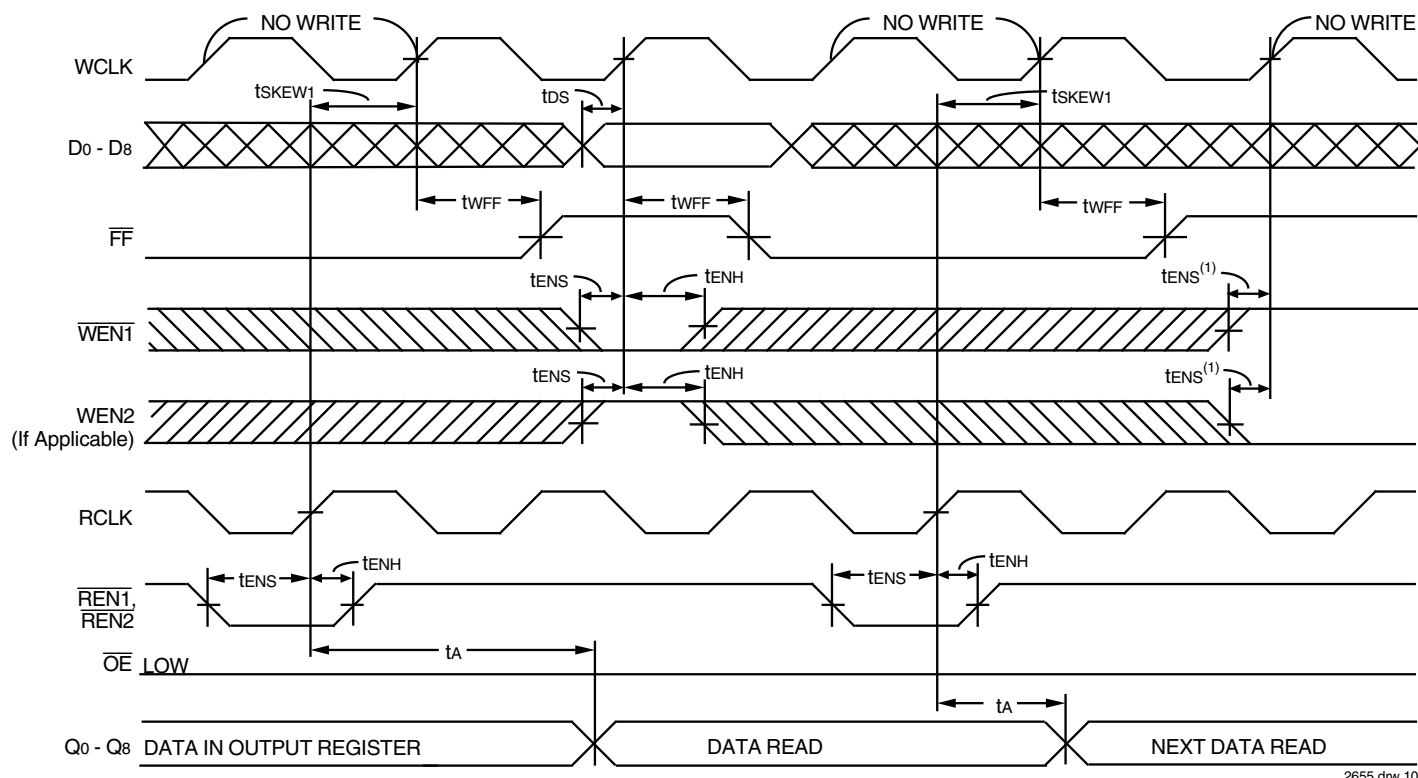 NO WRITE NO WRITE NO WRITE
WCLK
tSKEW1 tDS tSKEW1
D0 - D8
tWFF tWFF tWFF
FF
tENS tENH tENS(1)
WEN1
tENS tENH tENS(1)
WEN2
(If Applicable)
RCLK
tENS tENH tENS tENH
REN1,
REN2
tA
OE LOW
tA
Q0 - Q8 DATA IN OUTPUT REGISTER DATA READ NEXT DATA READ
2655 drw 10